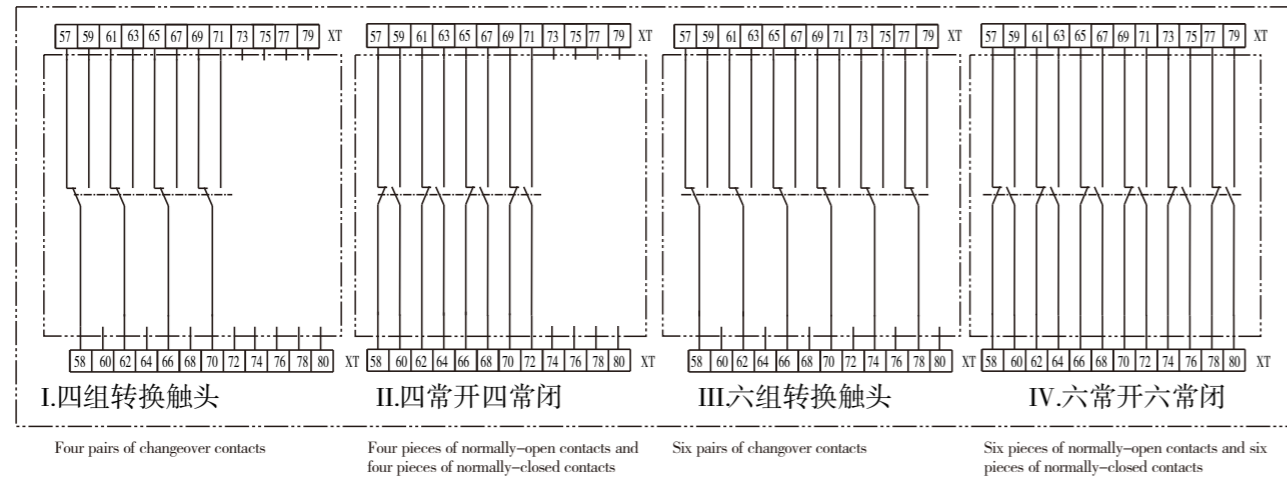 57 59 61 63 65 67 69 71 73 75 77 79 XT
57 59 61 63 65 67 69 71 73 75 77 79 XT
57 59 61 63 65 67 69 71 73 75 77 79 XT
57 59 61 63 65 67 69 71 73 75 77 79 XT
58 60 62 64 66 68 70 72 74 76 78 80 XT
58 60 62 64 66 68 70 72 74 76 78 80 XT
58 60 62 64 66 68 70 72 74 76 78 80 XT
58 60 62 64 66 68 70 72 74 76 78 80 XT
I.四组转换触头
II.四常开四常闭
III.六组转换触头
IV.六常开六常闭
Four pairs of changeover contacts
Four pieces of normally-open contacts and
four pieces of normally-closed contacts
Six pairs of changover contacts
Six pieces of normally-open contacts and six
pieces of normally-closed contacts